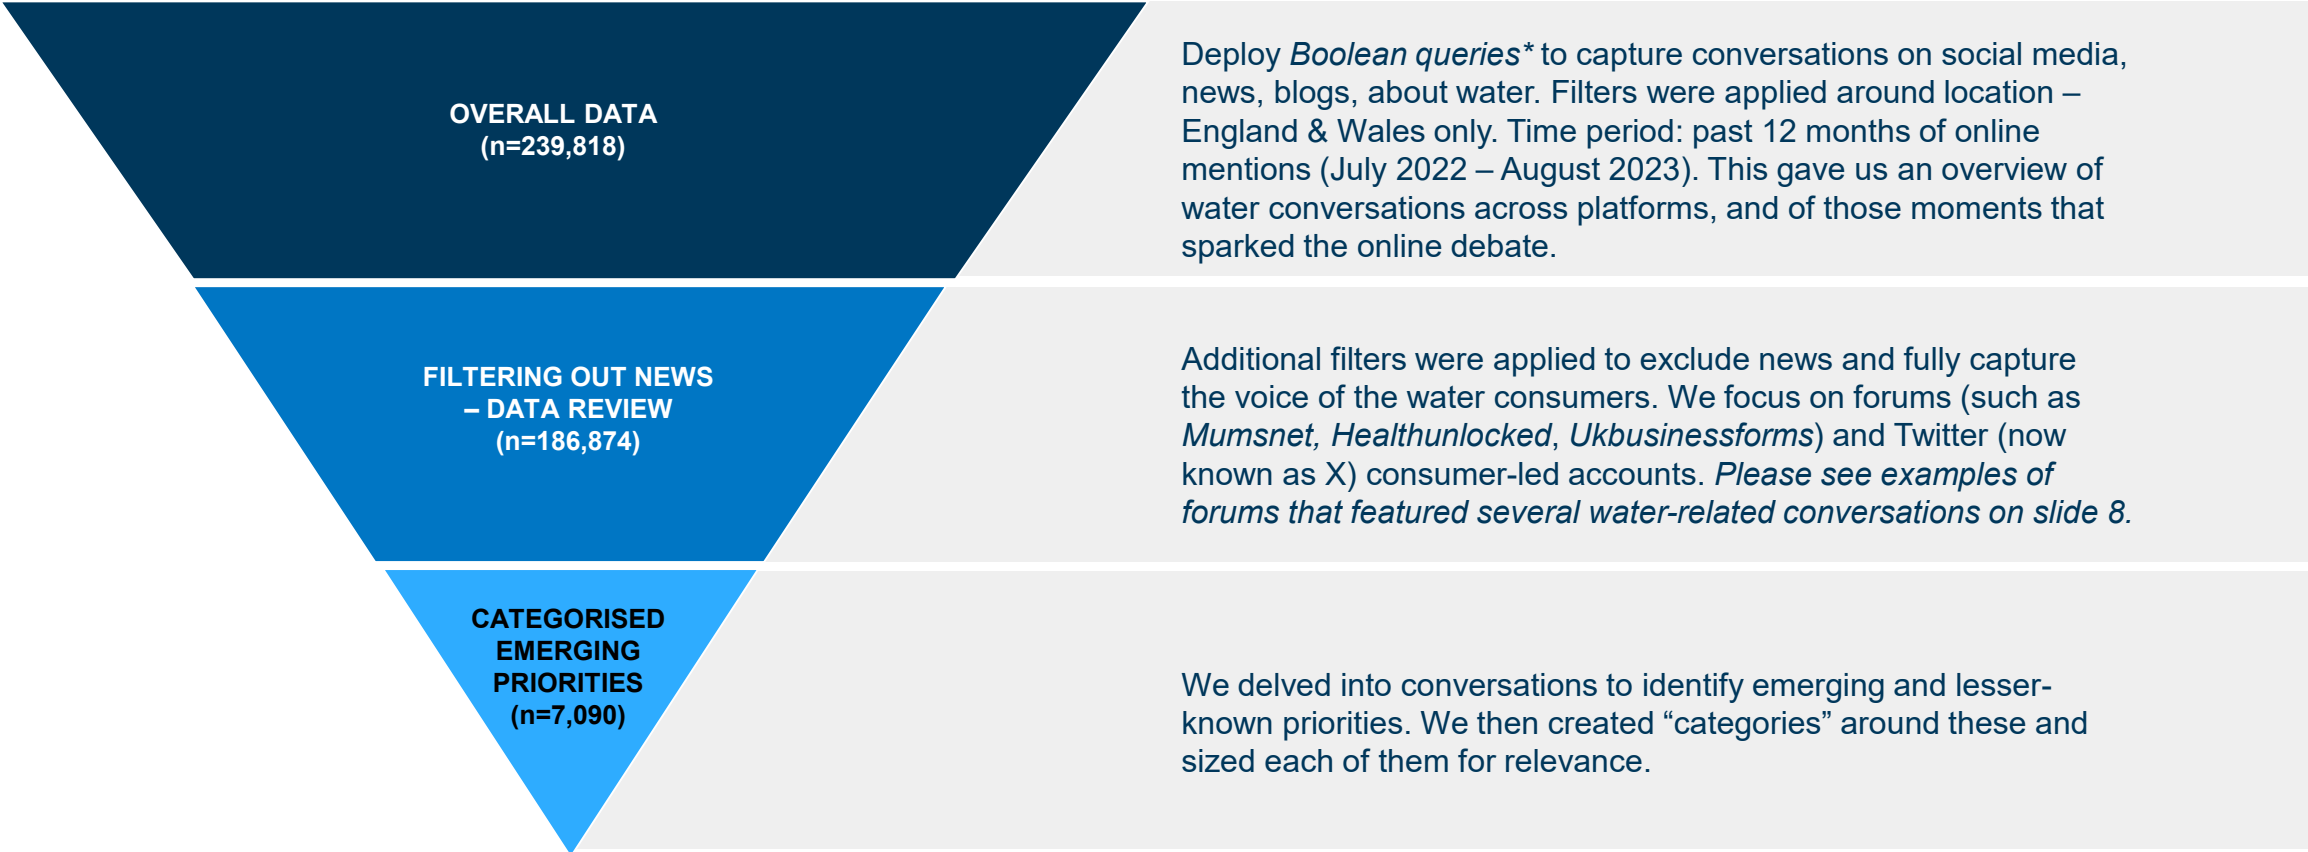 OVERALL DATA
(n=239,818)
Deploy Boolean queries* to capture conversations on social media,
news, blogs, about water. Filters were applied around location –
England & Wales only. Time period: past 12 months of online
mentions (July 2022 – August 2023). This gave us an overview of
water conversations across platforms, and of those moments that
sparked the online debate.
FILTERING OUT NEWS
– DATA REVIEW
(n=186,874)
Additional filters were applied to exclude news and fully capture
the voice of the water consumers. We focus on forums (such as
Mumsnet, Healthunlocked, Ukbusinessforms) and Twitter (now
known as X) consumer-led accounts. Please see examples of
forums that featured several water-related conversations on slide 8.
CATEGORISED
EMERGING
PRIORITIES
(n=7,090)
We delved into conversations to identify emerging and lesser-
known priorities. We then created “categories” around these and
sized each of them for relevance.